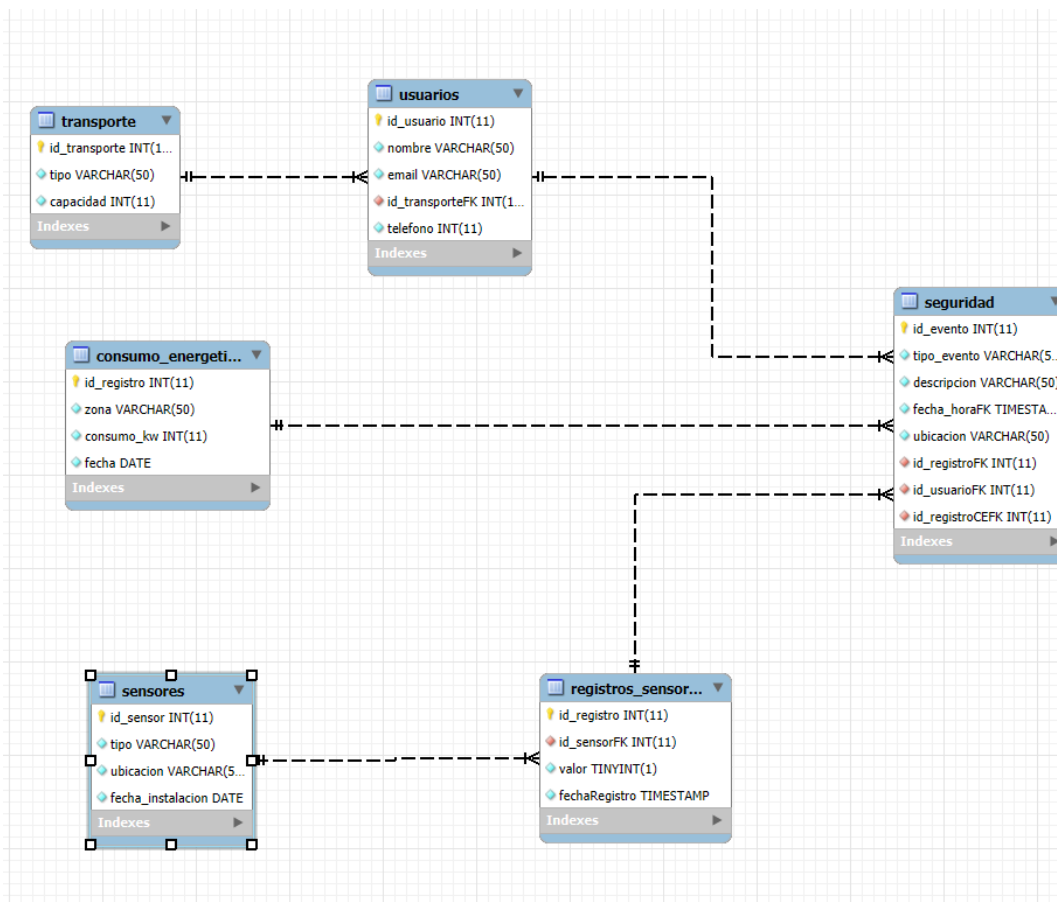 transporte
id_transporte INT(1...
tipo VARCHAR(50)
capacidad INT(11)
Indexes
usuarios
id_usuario INT(11)
nombre VARCHAR(50)
email VARCHAR(50)
id_transporteFK INT(1...
telefono INT(11)
Indexes
consumo_energeti...
id_registro INT(11)
zona VARCHAR(50)
consumo_kw INT(11)
fecha DATE
Indexes
seguridad
id_evento INT(11)
tipo_evento VARCHAR(5...
descripcion VARCHAR(50)
fecha_horaFK TIMESTA...
ubicacion VARCHAR(50)
id_registroFK INT(11)
id_usuarioFK INT(11)
id_registroCEFK INT(11)
Indexes
sensores
id_sensor INT(11)
tipo VARCHAR(50)
ubicacion VARCHAR(5...
fecha_instalacion DATE
Indexes
registros_sensor...
id_registro INT(11)
id_sensorFK INT(11)
valor TINYINT(1)
fechaRegistro TIMESTAMP
Indexes